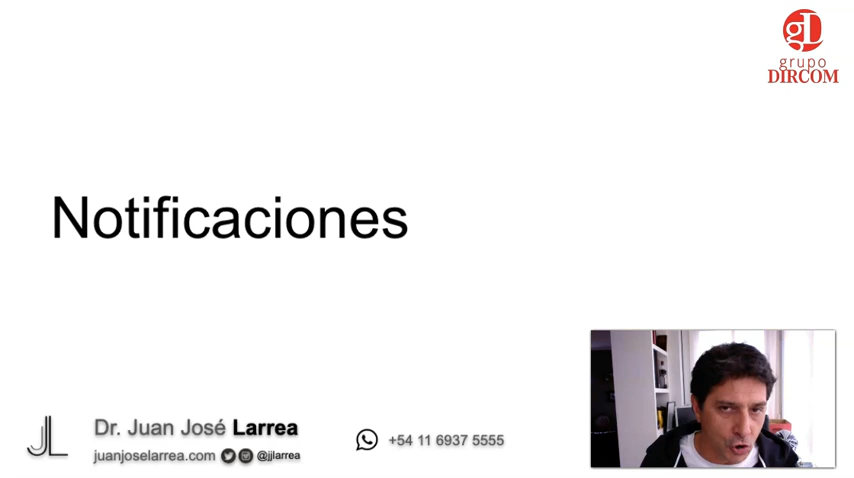 gL
grupo
DIRCOM
Notificaciones
JL
Dr. Juan José Larrea
juanjoselarrea.com @jjlarrea
+54 11 6937 5555